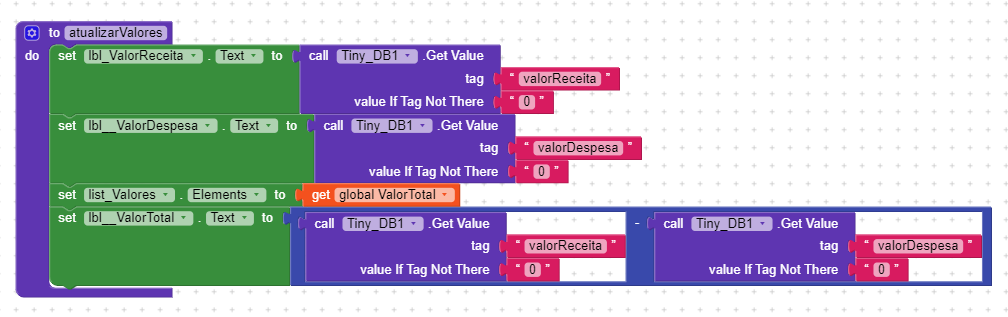 to atualizarValores
do set lbl_ValorReceita . Text to call Tiny_DB1 .Get Value
tag “ valorReceita ”
value If Tag Not There “ 0 ”
set lbl__ValorDespesa . Text to call Tiny_DB1 .Get Value
tag “ valorDespesa ”
value If Tag Not There “ 0 ”
set list_Valores . Elements to get global ValorTotal
set lbl__ValorTotal . Text to call Tiny_DB1 .Get Value - call Tiny_DB1 .Get Value
tag “ valorReceita ” tag “ valorDespesa ”
value If Tag Not There “ 0 ” value If Tag Not There “ 0 ”